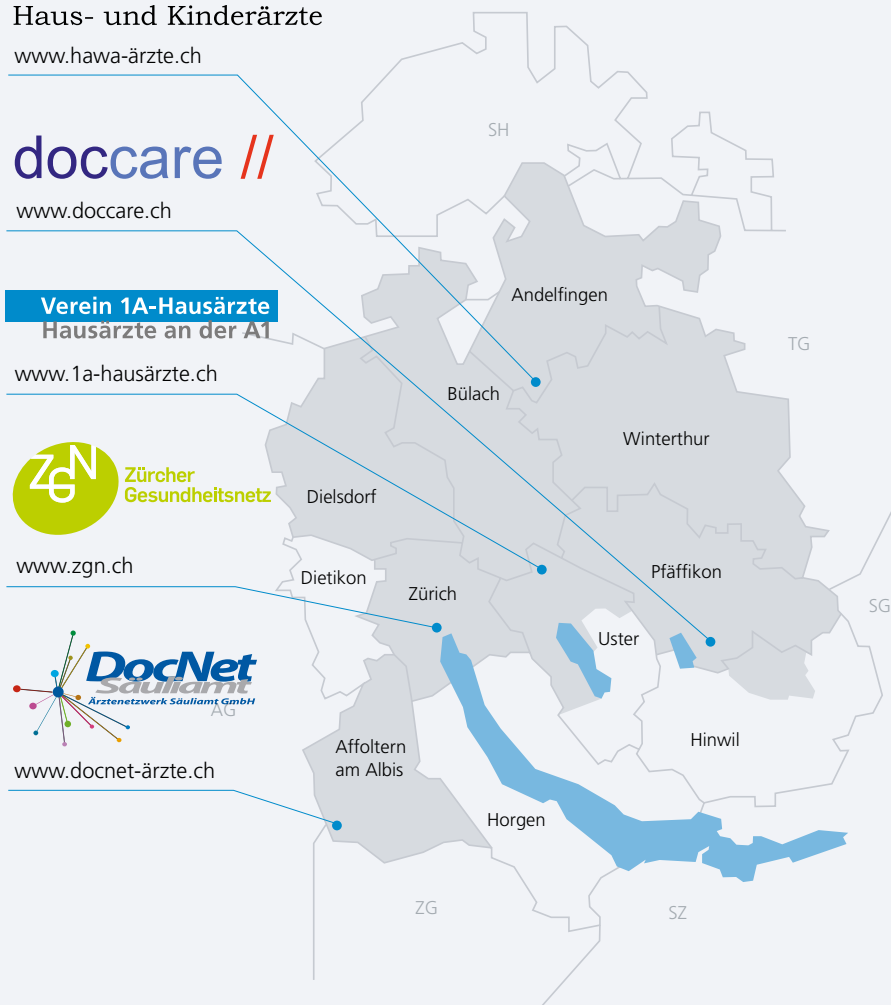 Haus- und Kinderärzte
www.hawa-ärzte.ch
doccare //
www.doccare.ch
Verein 1A-Hausärzte
Hausärzte an der A1
www.1a-hausärzte.ch
ZGN Zürcher
Gesundheitsnetz
www.zgn.ch
DocNet
Säuliamt
Ärztenetzwerk Säuliamt GmbH
www.docnet-ärzte.ch
SH
Andelfingen
TG
Bülach
Winterthur
Dielsdorf
Pfäffikon
Dietikon
Zürich
SG
Uster
AG
Hinwil
Affoltern
am Albis
Horgen
ZG
SZ